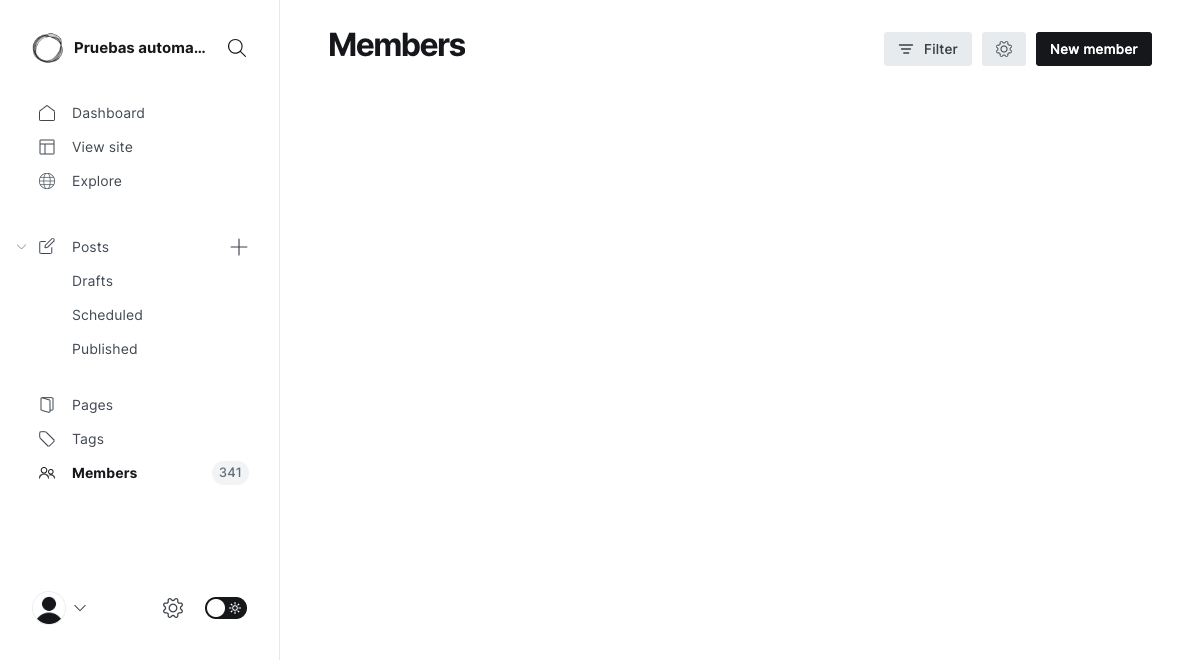 Pruebas automa...
Dashboard
View site
Explore
Posts
Drafts
Scheduled
Published
Pages
Tags
Members 341
Members
Filter
New member